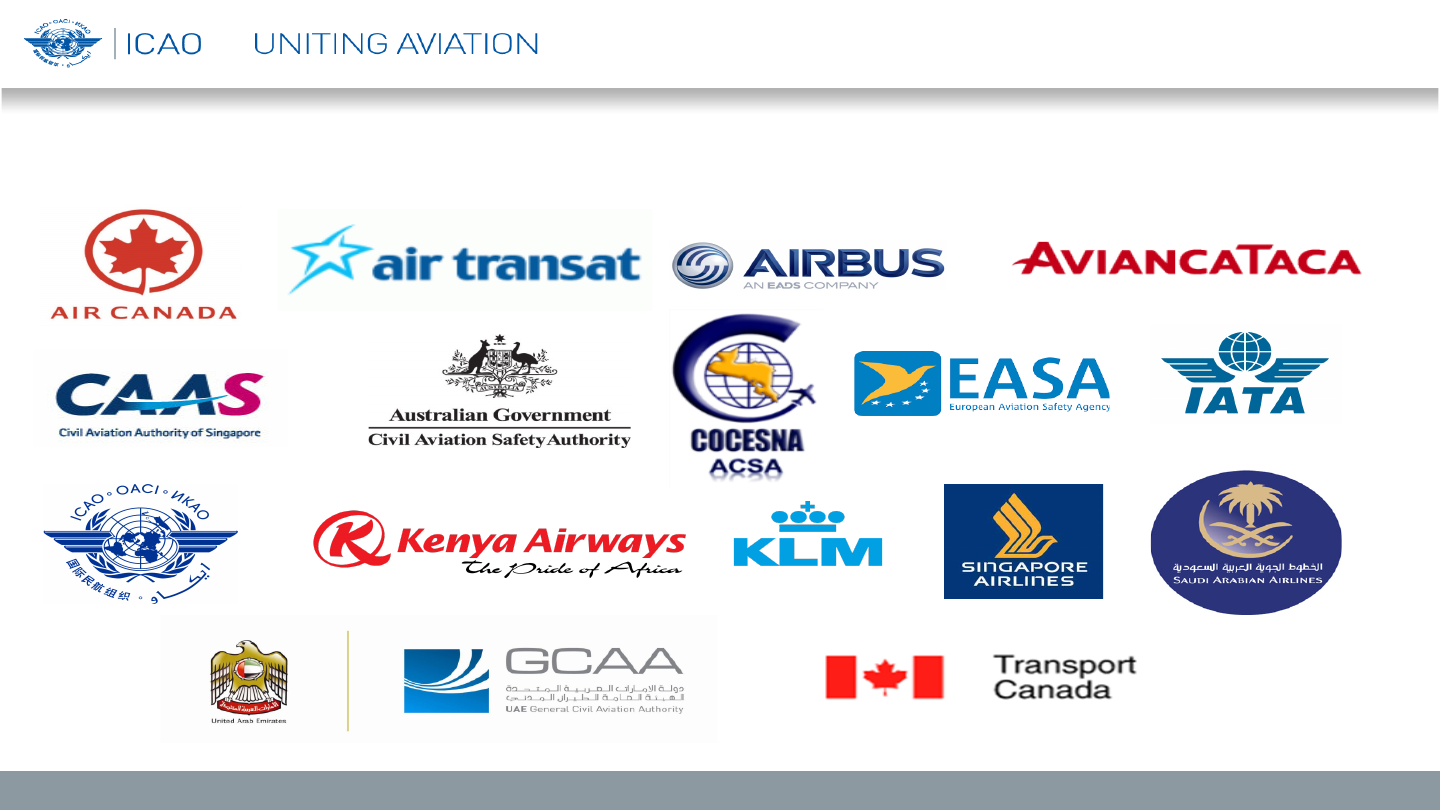 ICAO UNITING AVIATION
AIR CANADA
air transat
AIRBUS
AN EADS COMPANY
AVIANCATACA
CAAS
Civil Aviation Authority of Singapore
AUSTRALIA
Australian Government
Civil Aviation Safety Authority
COCESNA
ACSA
EASA
European Aviation Safety Agency
IATA
ICAO ° OACI ° ИКАО
国际民航组织 ° إيكاو
K
Kenya Airways
The Pride of Africa
KLM
SINGAPORE
AIRLINES
الخطوط الجوية العربية السعودية
SAUDI ARABIAN AIRLINES
United Arab Emirates
GCAA
دولة الامارات العربية المتحدة
الهيئة العامة للطيران المدني
UAE General Civil Aviation Authority
Transport
Canada